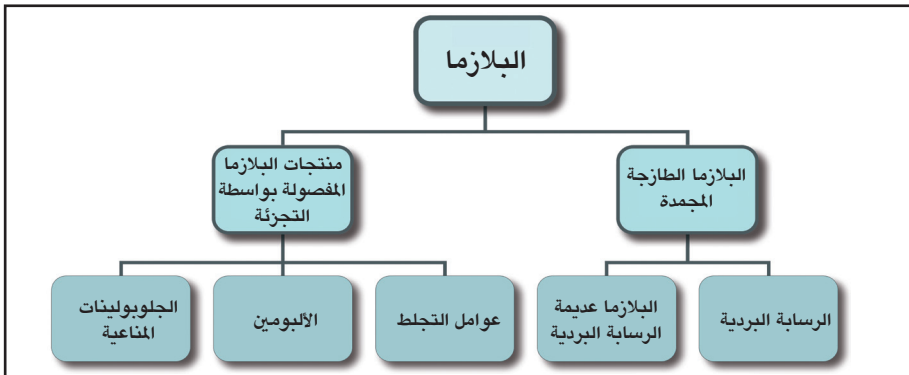 البلازما
البلازما الطازجة
المجمدة
منتجات البلازما
المفصولة بواسطة
التجزئة
الرسابة البردية
البلازما عديمة
الرسابة البردية
عوامل التجلط
الألبومين
الجلوبولينات
المناعية